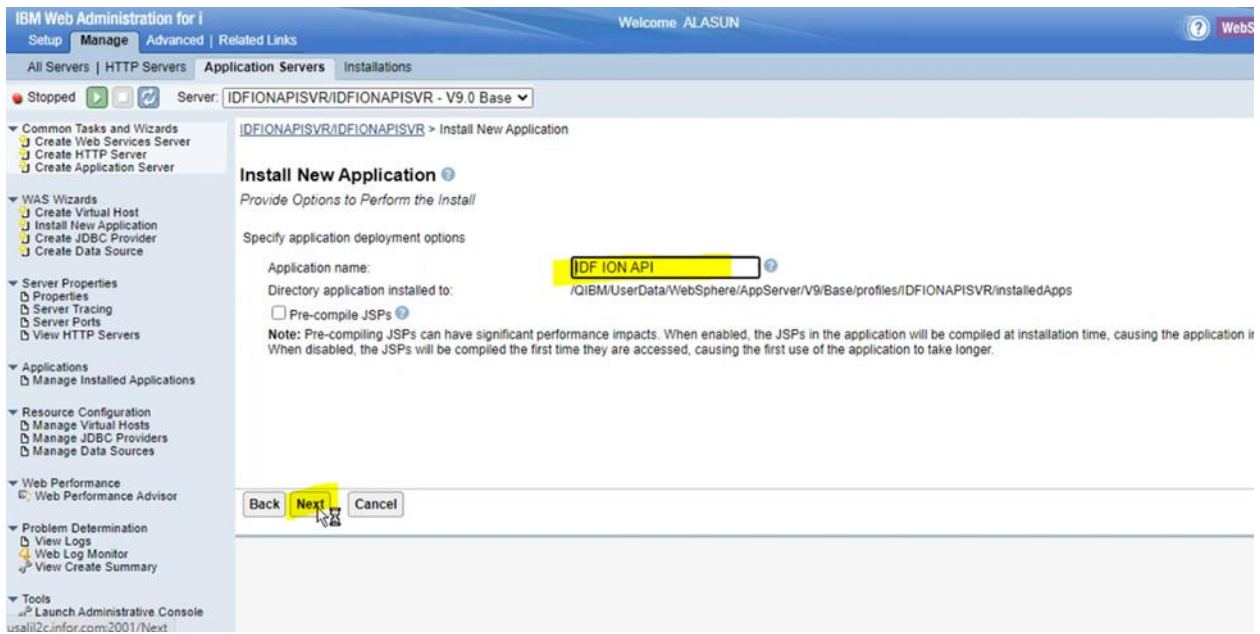 IBM Web Administration for i
Welcome ALASUN
WebS
Setup Manage Advanced | Related Links
All Servers | HTTP Servers Application Servers Installations
Stopped Server: IDFIONAPISVR/IDFIONAPISVR - V9.0 Base
Common Tasks and Wizards
Create Web Services Server
Create HTTP Server
Create Application Server
WAS Wizards
Create Virtual Host
Install New Application
Create JDBC Provider
Create Data Source
Server Properties
Properties
Server Tracing
Server Ports
View HTTP Servers
Applications
Manage Installed Applications
Resource Configuration
Manage Virtual Hosts
Manage JDBC Providers
Manage Data Sources
Web Performance
Web Performance Advisor
Problem Determination
View Logs
Web Log Monitor
View Create Summary
Tools
Launch Administrative Console
usalil2c.infor.com:2001/Next
IDFIONAPISVR/IDFIONAPISVR > Install New Application
Install New Application
Provide Options to Perform the Install
Specify application deployment options
Application name: IDF ION API
Directory application installed to: /QIBM/UserData/WebSphere/AppServer/V9/Base/profiles/IDFIONAPISVR/installedApps
Pre-compile JSPs
Note: Pre-compiling JSPs can have significant performance impacts. When enabled, the JSPs in the application will be compiled at installation time, causing the application
When disabled, the JSPs will be compiled the first time they are accessed, causing the first use of the application to take longer.
Back Next Cancel